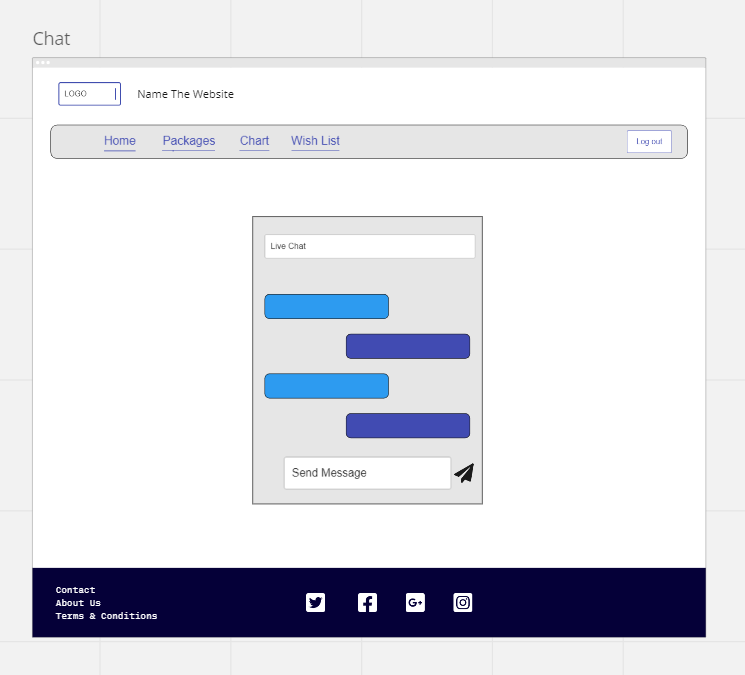 Chat
LOGO
Name The Website
Home Packages Chart Wish List Log out
Live Chat
Send Message
Contact
About Us
Terms & Conditions
G+